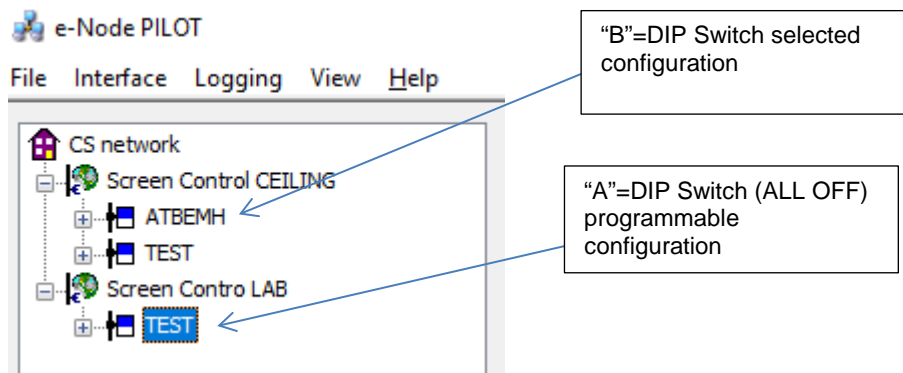 e-Node PILOT
File Interface Logging View Help
CS network
Screen Control CEILING
ATBEMH
TEST
Screen Contro LAB
TEST
“B”=DIP Switch selected
configuration
“A”=DIP Switch (ALL OFF)
programmable
configuration